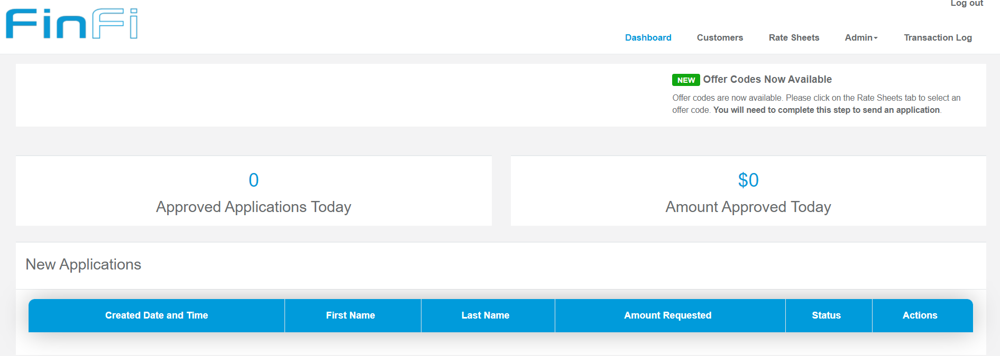 Log out
FinFi
Dashboard Customers Rate Sheets Admin Transaction Log
NEW Offer Codes Now Available
Offer codes are now available. Please click on the Rate Sheets tab to select an
offer code. You will need to complete this step to send an application.
0
Approved Applications Today
$0
Amount Approved Today
New Applications
Created Date and Time First Name Last Name Amount Requested Status Actions